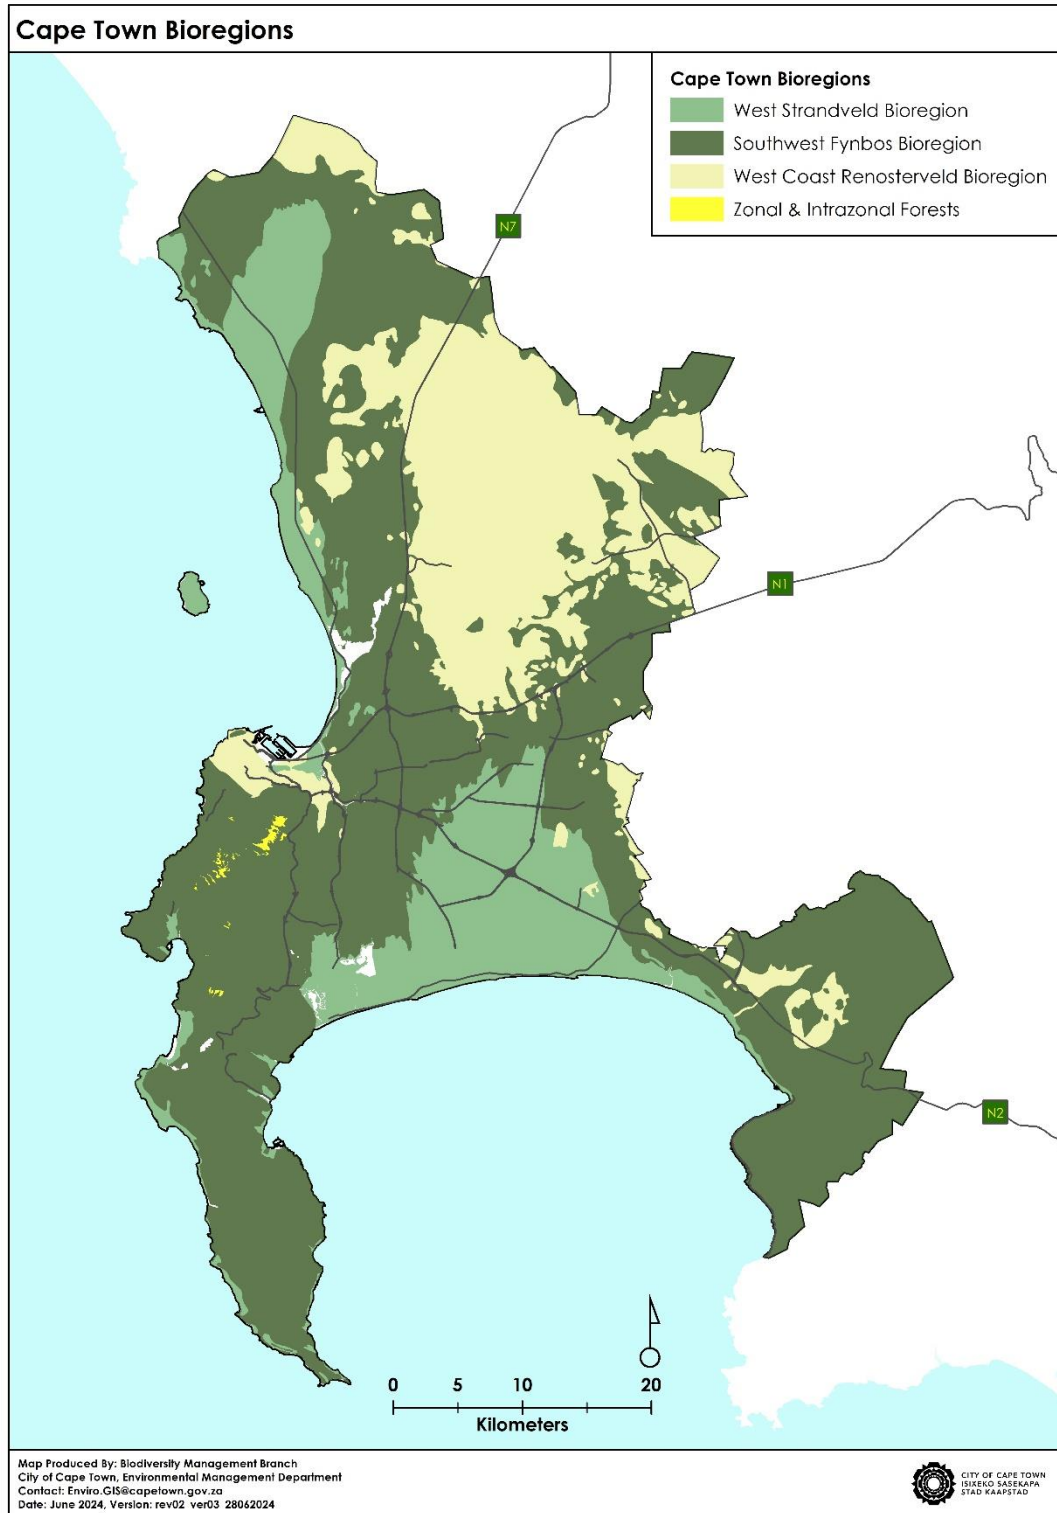 Cape Town Bioregions
Cape Town Bioregions
West Strandveld Bioregion
Southwest Fynbos Bioregion
West Coast Renosterveld Bioregion
Zonal & Intrazonal Forests
N7
N1
N2
0 5 10 20
Kilometers
Map Produced By: Biodiversity Management Branch
City of Cape Town, Environmental Management Department
Contact: Enviro.GIS@capetown.gov.za
Date: June 2024, Version: rev02_ver03_28062024
CITY OF CAPE TOWN
ISIXEKO SASEKAPA
STAD KAAPSTAD